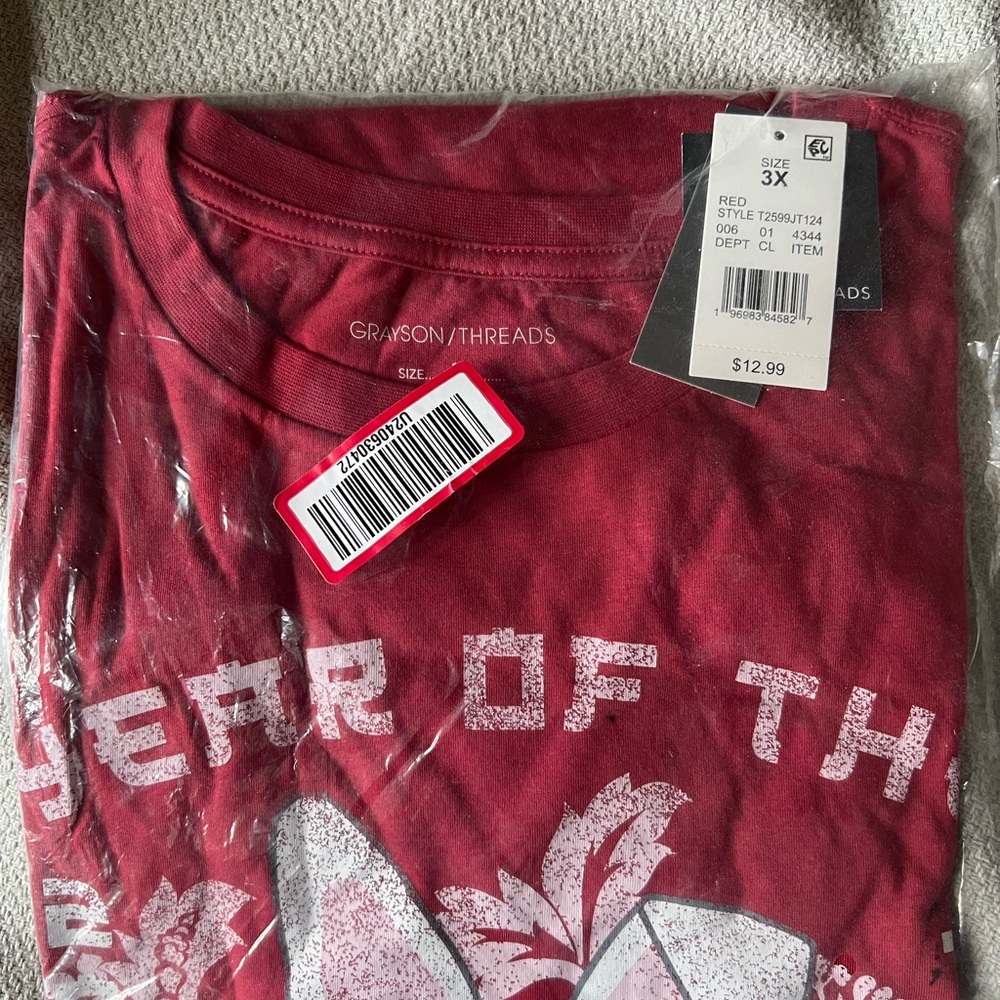 SIZE
3X
RED
STYLE T2599JT124
006 01 4344
DEPT CL ITEM
1 96983 84582 7
$12.99
ADS
GRAYSON/THREADS
SIZE...
U240630472
YEAR OF TH